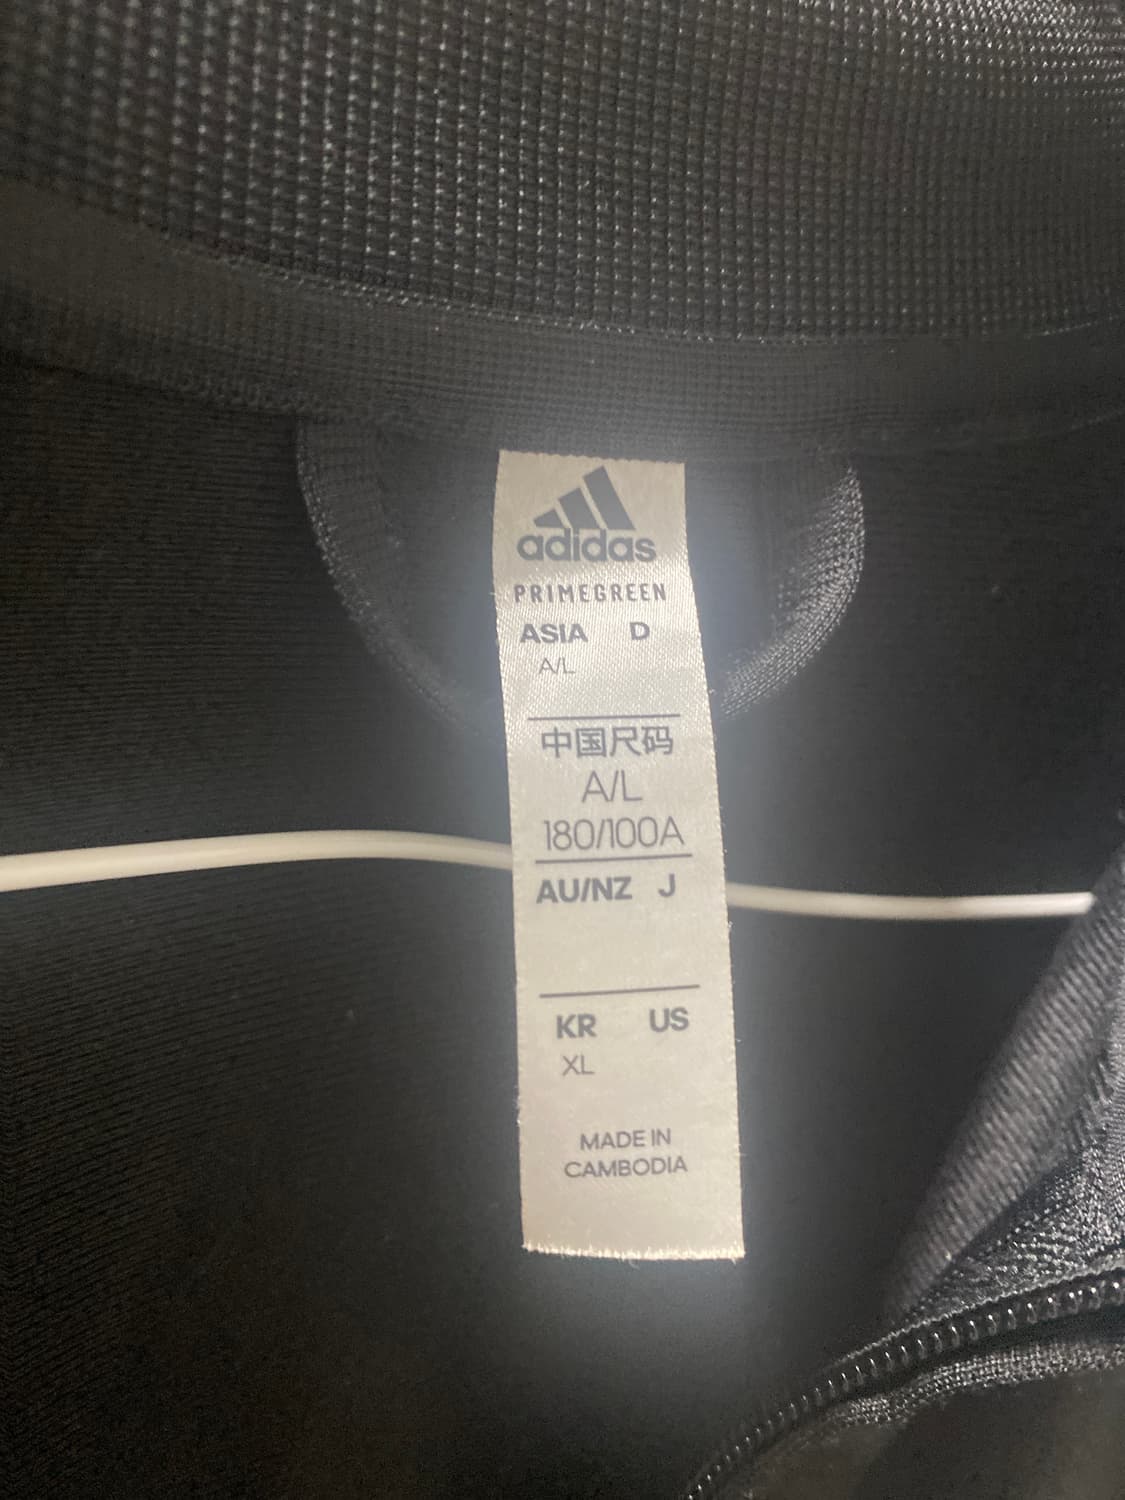 adidas
PRIMEGREEN
ASIA D
A/L
中国尺码
A/L
180/100A
AU/NZ J
KR US
XL
MADE IN
CAMBODIA